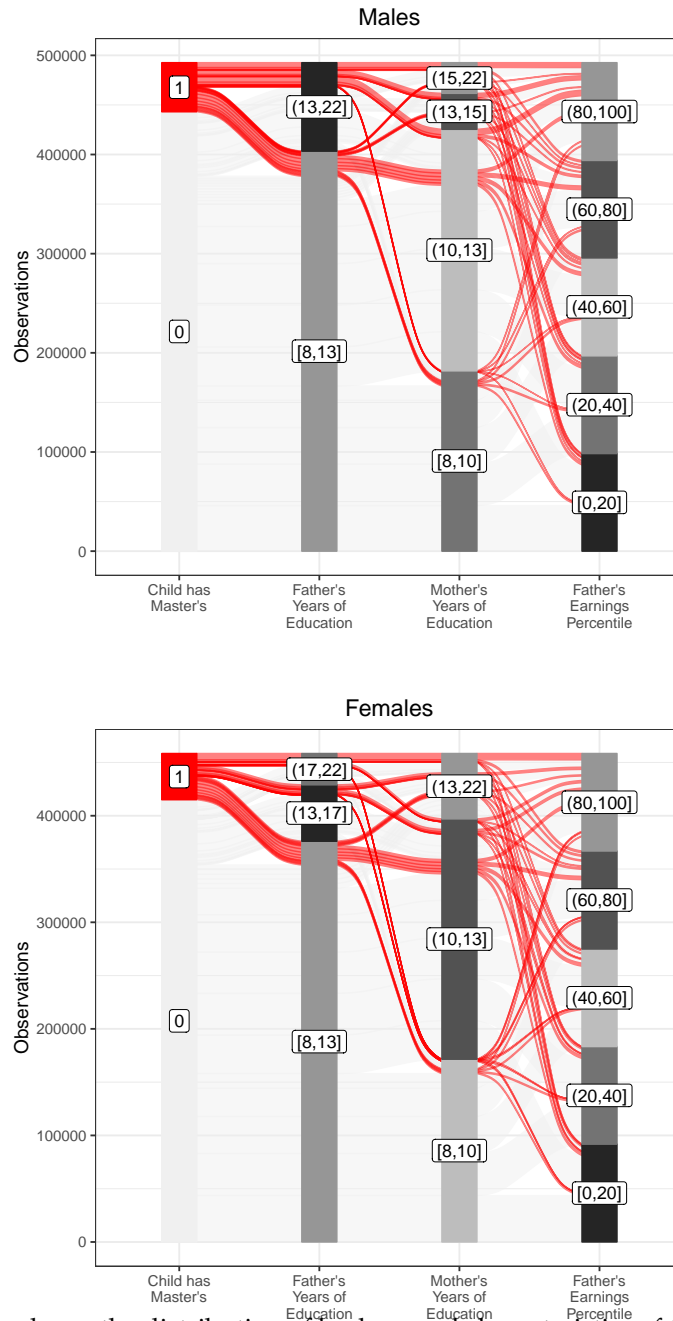 Males
500000
400000
300000
200000
100000
0
Observations
1
0
(13,22]
[8,13]
(15,22]
(13,15]
(10,13]
[8,10]
(80,100]
(60,80]
(40,60]
(20,40]
[0,20]
Child has
Master's
Father's
Years of
Education
Mother's
Years of
Education
Father's
Earnings
Percentile
Females
400000
300000
200000
100000
0
Observations
1
0
(17,22]
(13,17]
[8,13]
(13,22]
(10,13]
[8,10]
(80,100]
(60,80]
(40,60]
(20,40]
[0,20]
Child has
Master's
Father's
Years of
Education
Mother's
Years of
Education
Father's
Earnings
Percentile